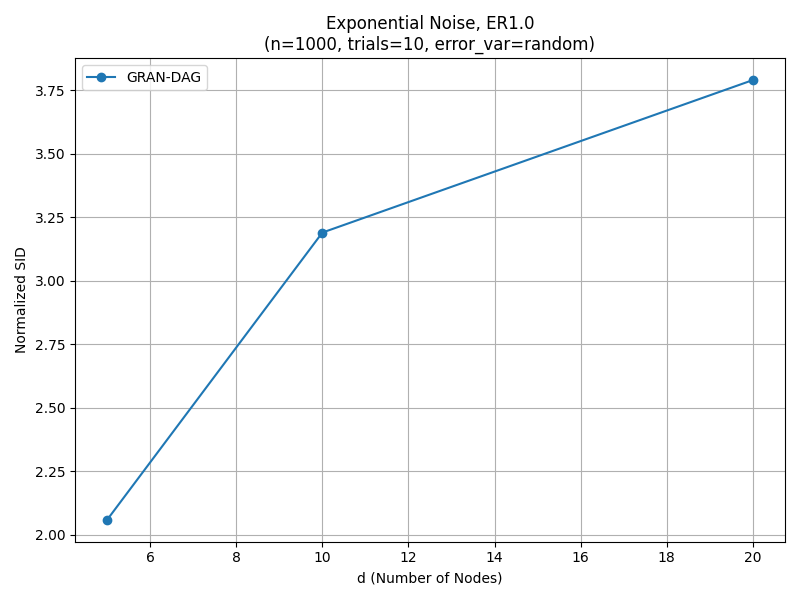 Exponential Noise, ER1.0
(n=1000, trials=10, error_var=random)
GRAN-DAG
Normalized SID
3.75
3.50
3.25
3.00
2.75
2.50
2.25
2.00
6 8 10 12 14 16 18 20
d (Number of Nodes)